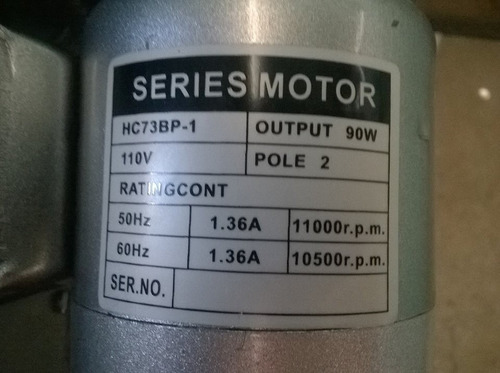 SERIES MOTOR
HC73BP-1 OUTPUT 90W
110V POLE 2
RATINGCONT
50Hz 1.36A 11000r.p.m.
60Hz 1.36A 10500r.p.m.
SER.NO.